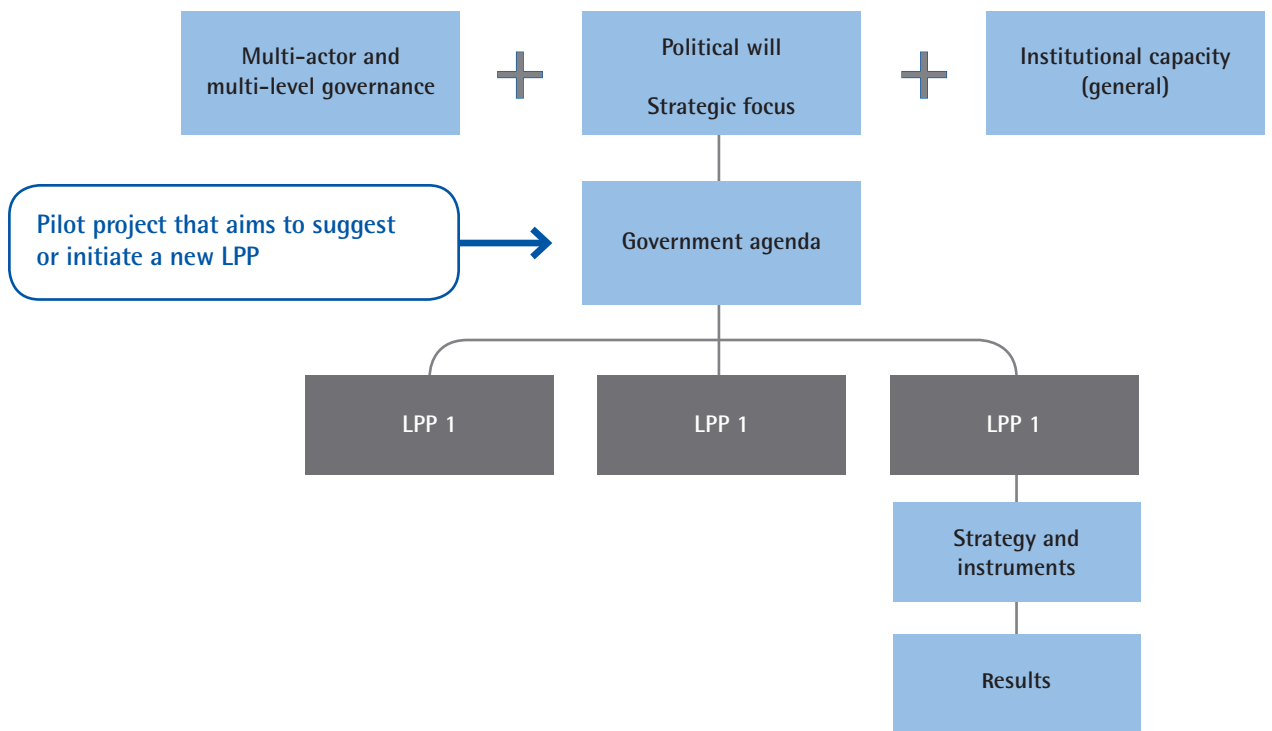 Multi-actor and
multi-level governance
Political will
Strategic focus
Institutional capacity
(general)
Pilot project that aims to suggest
or initiate a new LPP
Government agenda
LPP 1
LPP 1
LPP 1
Strategy and
instruments
Results